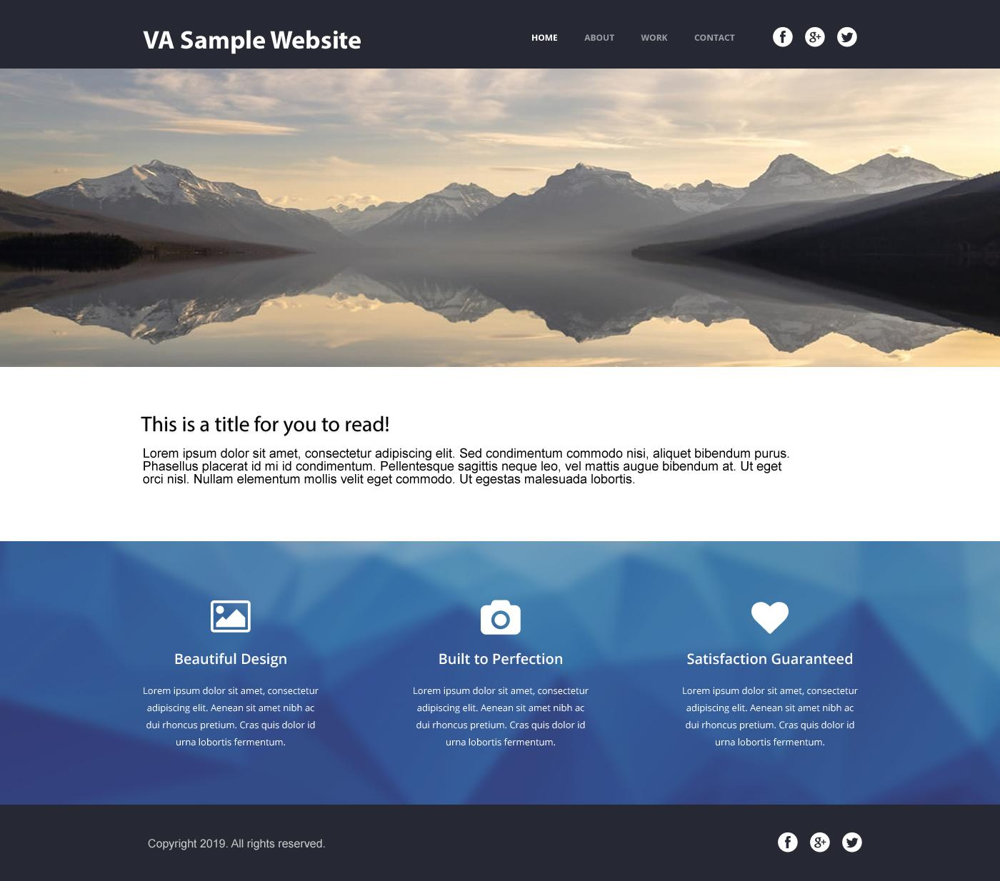 VA Sample Website
HOME ABOUT WORK CONTACT
This is a title for you to read!
Lorem ipsum dolor sit amet, consectetur adipiscing elit. Sed condimentum commodo nisi, aliquet bibendum purus.
Phasellus placerat id mi id condimentum. Pellentesque sagittis neque leo, vel mattis augue bibendum at. Ut eget
orci nisl. Nullam elementum mollis velit eget commodo. Ut egestas malesuada lobortis.
Beautiful Design
Lorem ipsum dolor sit amet, consectetur
adipiscing elit. Aenean sit amet nibh ac
dui rhoncus pretium. Cras quis dolor id
urna lobortis fermentum.
Built to Perfection
Lorem ipsum dolor sit amet, consectetur
adipiscing elit. Aenean sit amet nibh ac
dui rhoncus pretium. Cras quis dolor id
urna lobortis fermentum.
Satisfaction Guaranteed
Lorem ipsum dolor sit amet, consectetur
adipiscing elit. Aenean sit amet nibh ac
dui rhoncus pretium. Cras quis dolor id
urna lobortis fermentum.
Copyright 2019. All rights reserved.